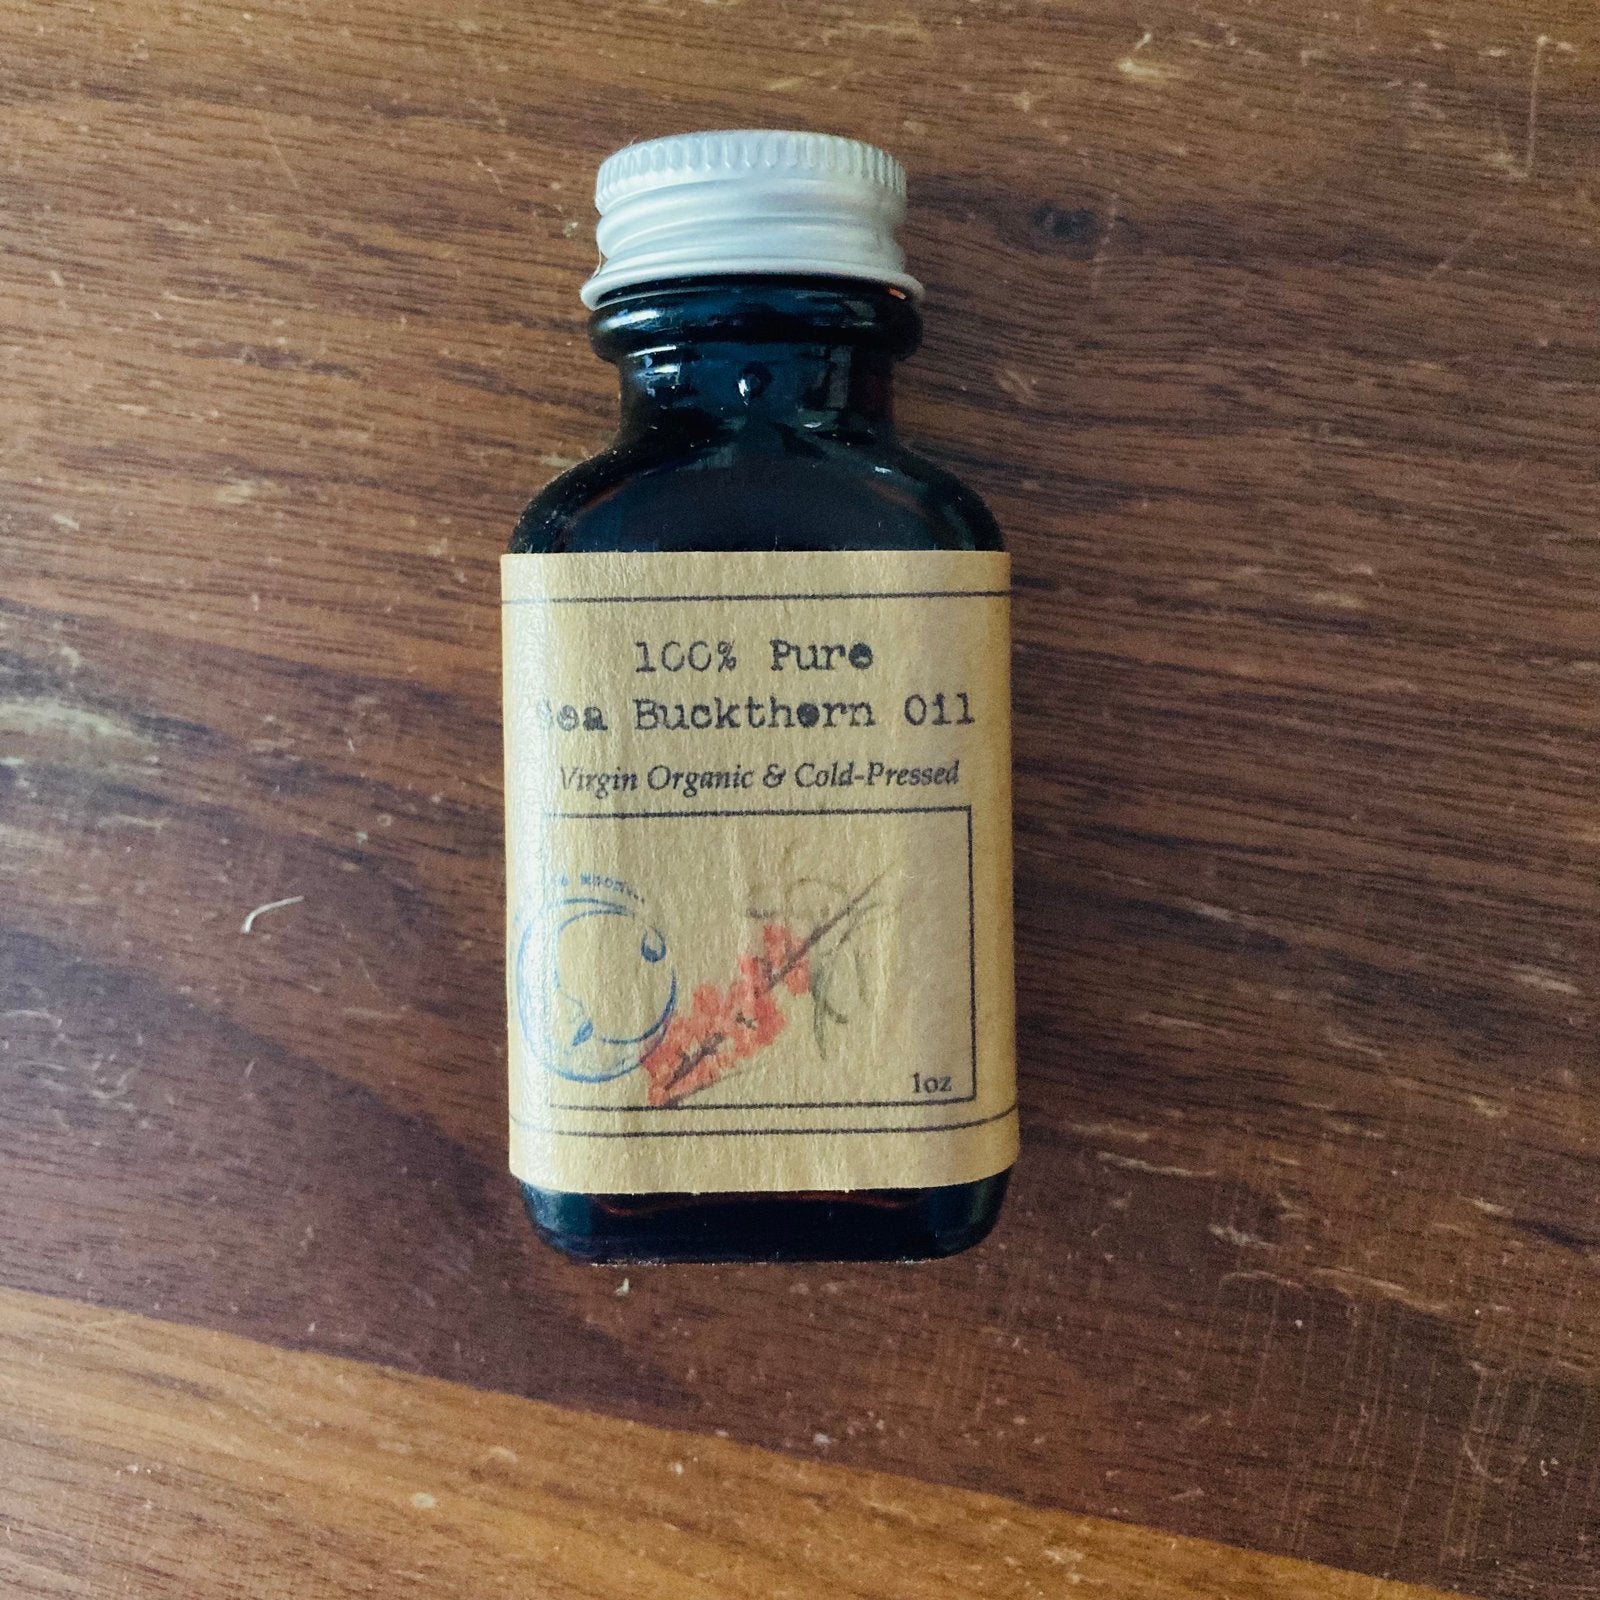 100% Pure
Sea Buckthorn Oil
Virgin Organic & Cold-Pressed
1oz